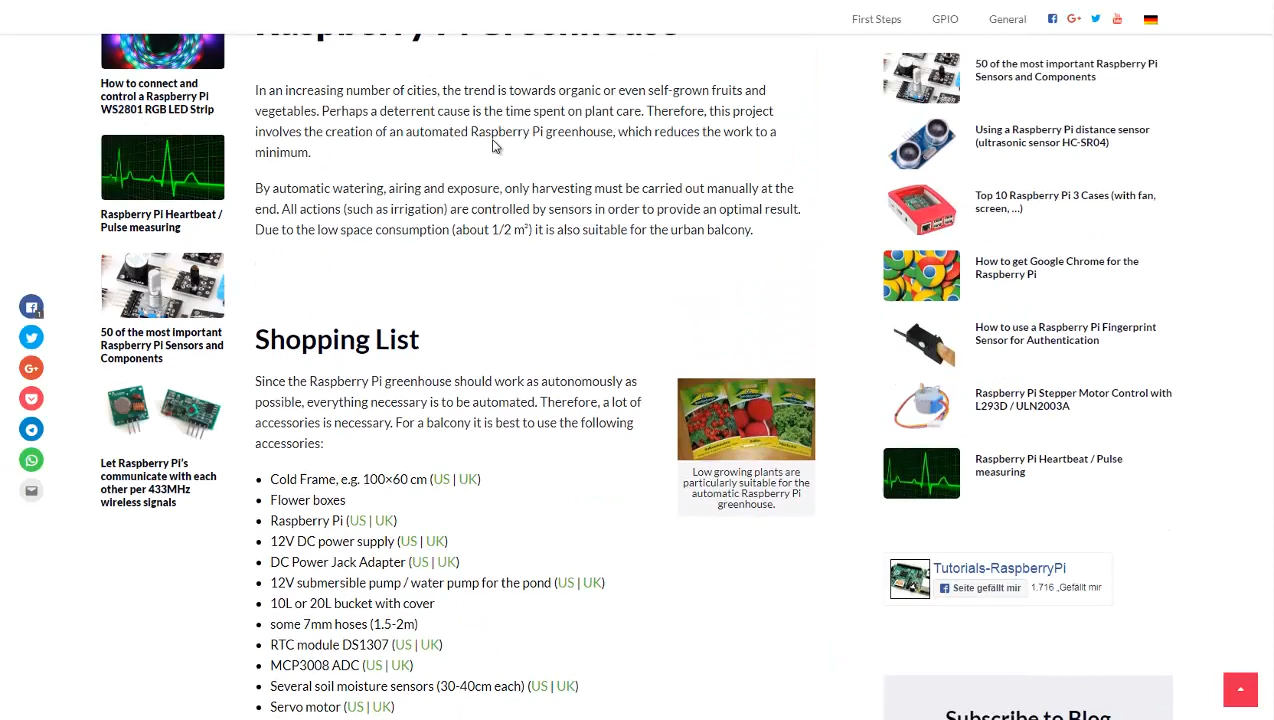 First Steps
GPIO
General
Raspberry Pi Greenhouse
How to connect and
control a Raspberry Pi
WS2801 RGB LED Strip
Raspberry Pi Heartbeat /
Pulse measuring
50 of the most important
Raspberry Pi Sensors and
Components
Let Raspberry Pi's
communicate with each
other per 433MHz
wireless signals
In an increasing number of cities, the trend is towards organic or even self-grown fruits and
vegetables. Perhaps a deterrent cause is the time spent on plant care. Therefore, this project
involves the creation of an automated Raspberry Pi greenhouse, which reduces the work to a
minimum.
By automatic watering, airing and exposure, only harvesting must be carried out manually at the
end. All actions (such as irrigation) are controlled by sensors in order to provide an optimal result.
Due to the low space consumption (about 1/2 m²) it is also suitable for the urban balcony.
Shopping List
Since the Raspberry Pi greenhouse should work as autonomously as
possible, everything necessary is to be automated. Therefore, a lot of
accessories is necessary. For a balcony it is best to use the following
accessories:
Low growing plants are
particularly suitable for the
automatic Raspberry Pi
greenhouse.
• Cold Frame, e.g. 100×60 cm (US | UK)
• Flower boxes
• Raspberry Pi (US | UK)
• 12V DC power supply (US | UK)
• DC Power Jack Adapter (US | UK)
• 12V submersible pump / water pump for the pond (US | UK)
• 10L or 20L bucket with cover
• some 7mm hoses (1.5-2m)
• RTC module DS1307 (US | UK)
• MCP3008 ADC (US | UK)
• Several soil moisture sensors (30-40cm each) (US | UK)
• Servo motor (US | UK)
50 of the most important Raspberry Pi
Sensors and Components
Using a Raspberry Pi distance sensor
(ultrasonic sensor HC-SR04)
Top 10 Raspberry Pi 3 Cases (with fan,
screen, ...)
How to get Google Chrome for the
Raspberry Pi
How to use a Raspberry Pi Fingerprint
Sensor for Authentication
Raspberry Pi Stepper Motor Control with
L293D / ULN2003A
Raspberry Pi Heartbeat / Pulse
measuring
Tutorials-RaspberryPi
Seite gefällt mir
1.716 „Gefällt mir
Subscribe to Blog